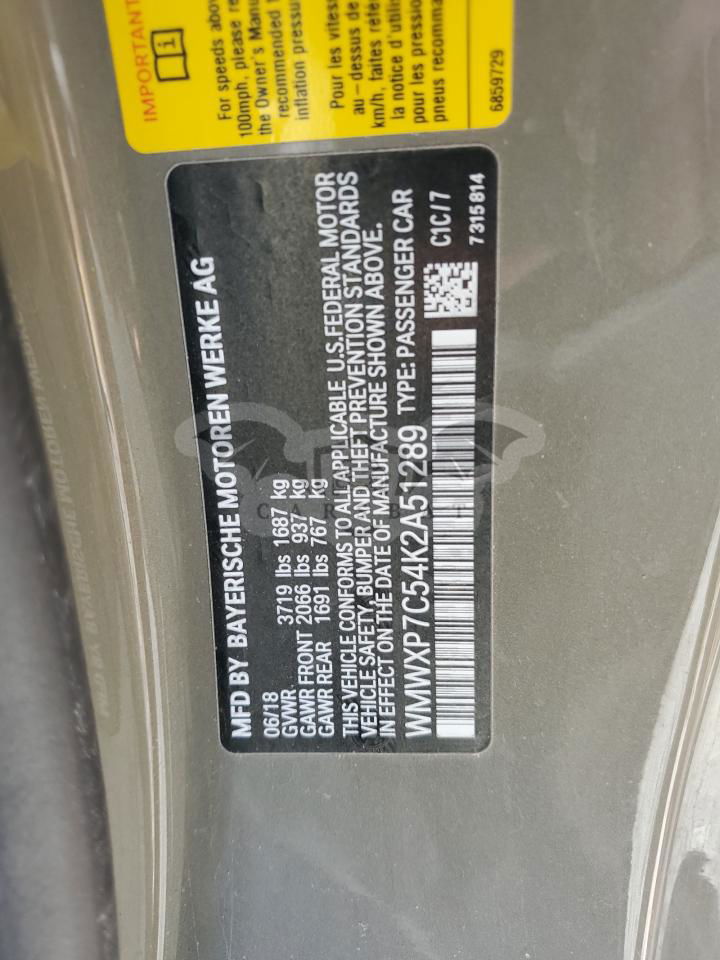 IMPORTANT
For speeds above
100mph, please
the Owner's
recommended
inflation pressu
Pour les vitess
au-dessus de
km/h, faites réfé
la notice d'utili
pour les pression
pneus recomma
6859729
MFD BY BAYERISCHE MOTOREN WERKE AG
06/18
GVWR 3719 lbs 1687 kg
GAWR FRONT 2066 lbs 937 kg
GAWR REAR 1691 lbs 767 kg
THIS VEHICLE CONFORMS TO ALL APPLICABLE U.S.FEDERAL MOTOR
VEHICLE SAFETY, BUMPER AND THEFT PREVENTION STANDARDS
IN EFFECT ON THE DATE OF MANUFACTURE SHOWN ABOVE.
WMWXP7C54K2A51289 TYPE: PASSENGER CAR
C1C/7
7315814